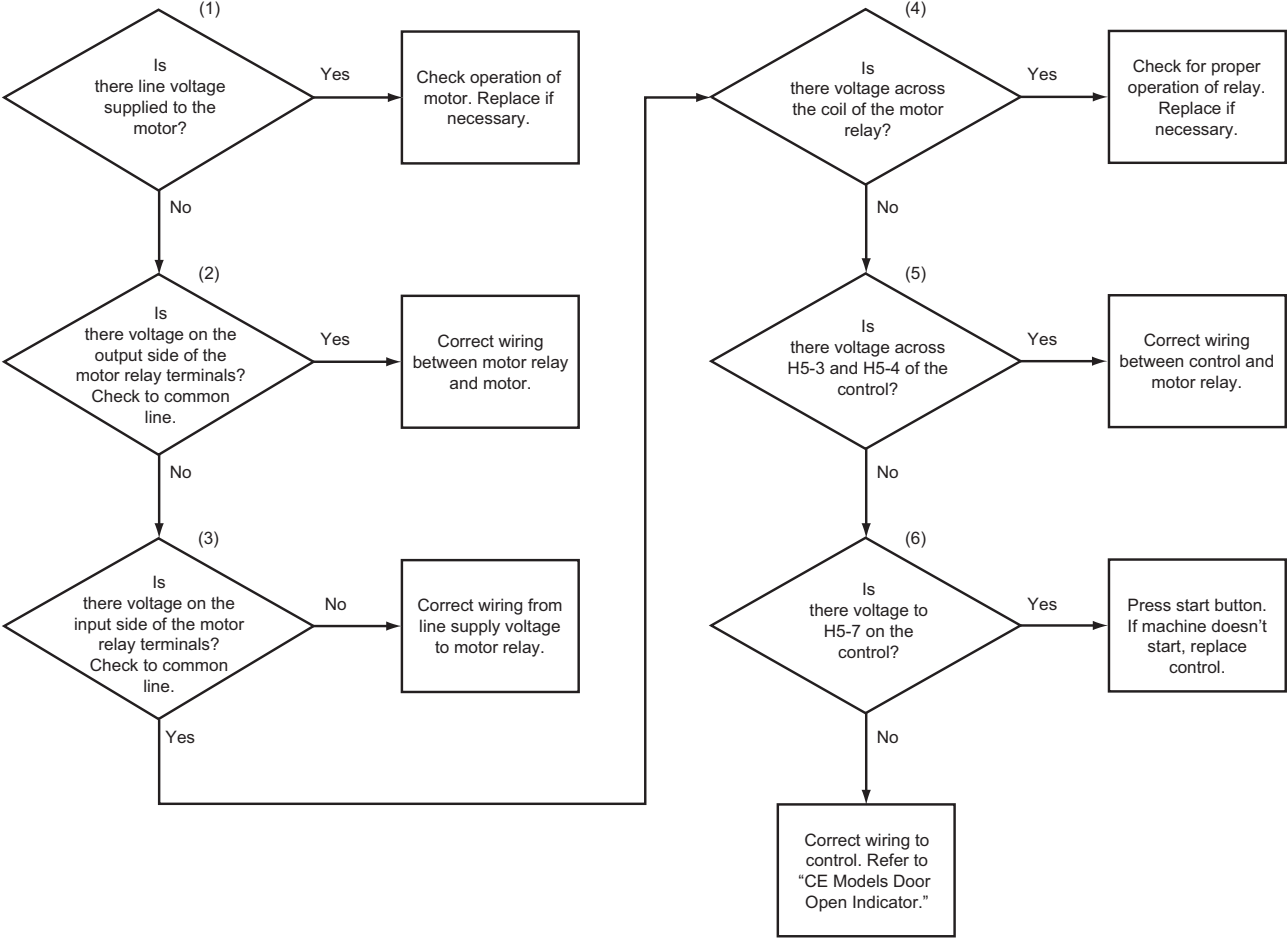 (1)
Is
there line voltage
supplied to the
motor?
Yes
Check operation of
motor. Replace if
necessary.
No
(2)
Is
there voltage on the
output side of the
motor relay terminals?
Check to common
line.
Yes
Correct wiring
between motor relay
and motor.
No
(3)
Is
there voltage on the
input side of the motor
relay terminals?
Check to common
line.
No
Correct wiring from
line supply voltage
to motor relay.
Yes
(4)
Is
there voltage across
the coil of the motor
relay?
Yes
Check for proper
operation of relay.
Replace if
necessary.
No
(5)
Is
there voltage across
H5-3 and H5-4 of the
control?
Yes
Correct wiring
between control and
motor relay.
No
(6)
Is
there voltage to
H5-7 on the
control?
Yes
Press start button.
If machine doesn’t
start, replace
control.
No
Correct wiring to
control. Refer to
“CE Models Door
Open Indicator.”